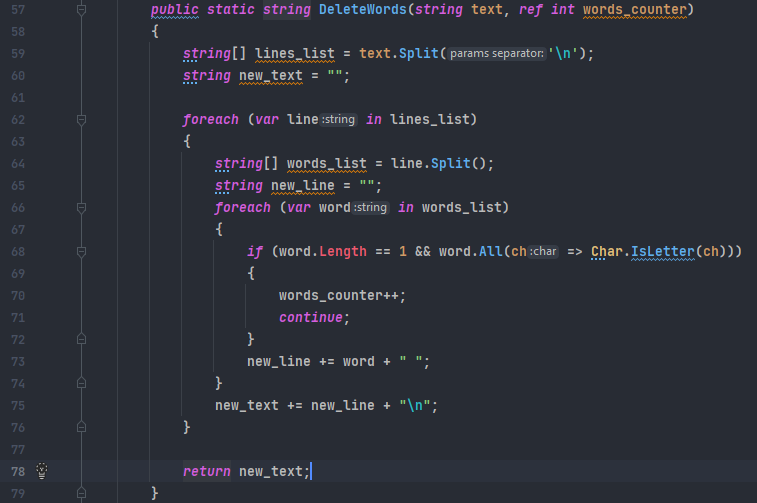 57 public static string DeleteWords(string text, ref int words_counter)
58 {
59 string[] lines_list = text.Split( params separator: '\n');
60 string new_text = "";
61
62 foreach (var line :string in lines_list)
63 {
64 string[] words_list = line.Split();
65 string new_line = "";
66 foreach (var word :string in words_list)
67 {
68 if (word.Length == 1 && word.All(ch :char => Char.IsLetter(ch)))
69 {
70 words_counter++;
71 continue;
72 }
73 new_line += word + " ";
74 }
75 new_text += new_line + "\n";
76 }
77
78 return new_text;
79 }